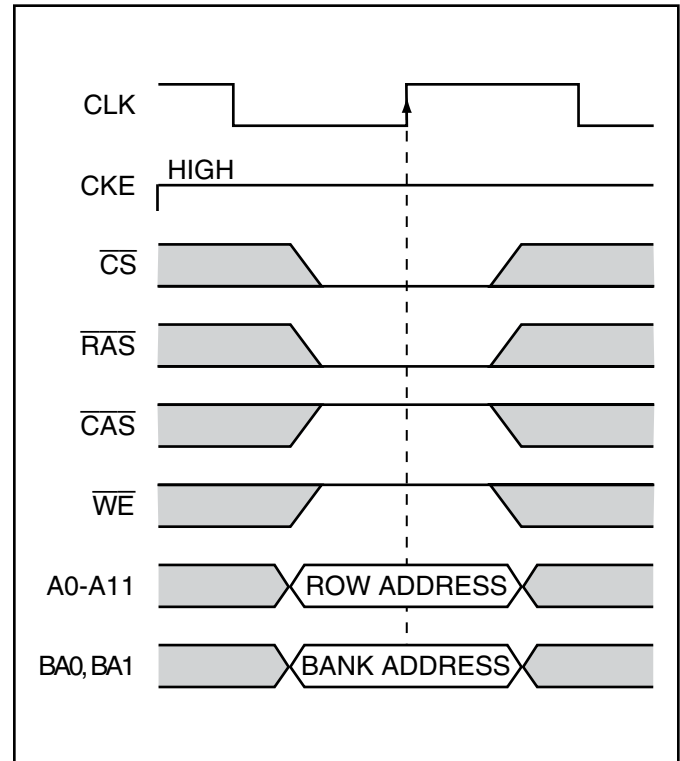 CLK
CKE HIGH
CS
RAS
CAS
WE
A0-A11 ROW ADDRESS
BA0, BA1 BANK ADDRESS